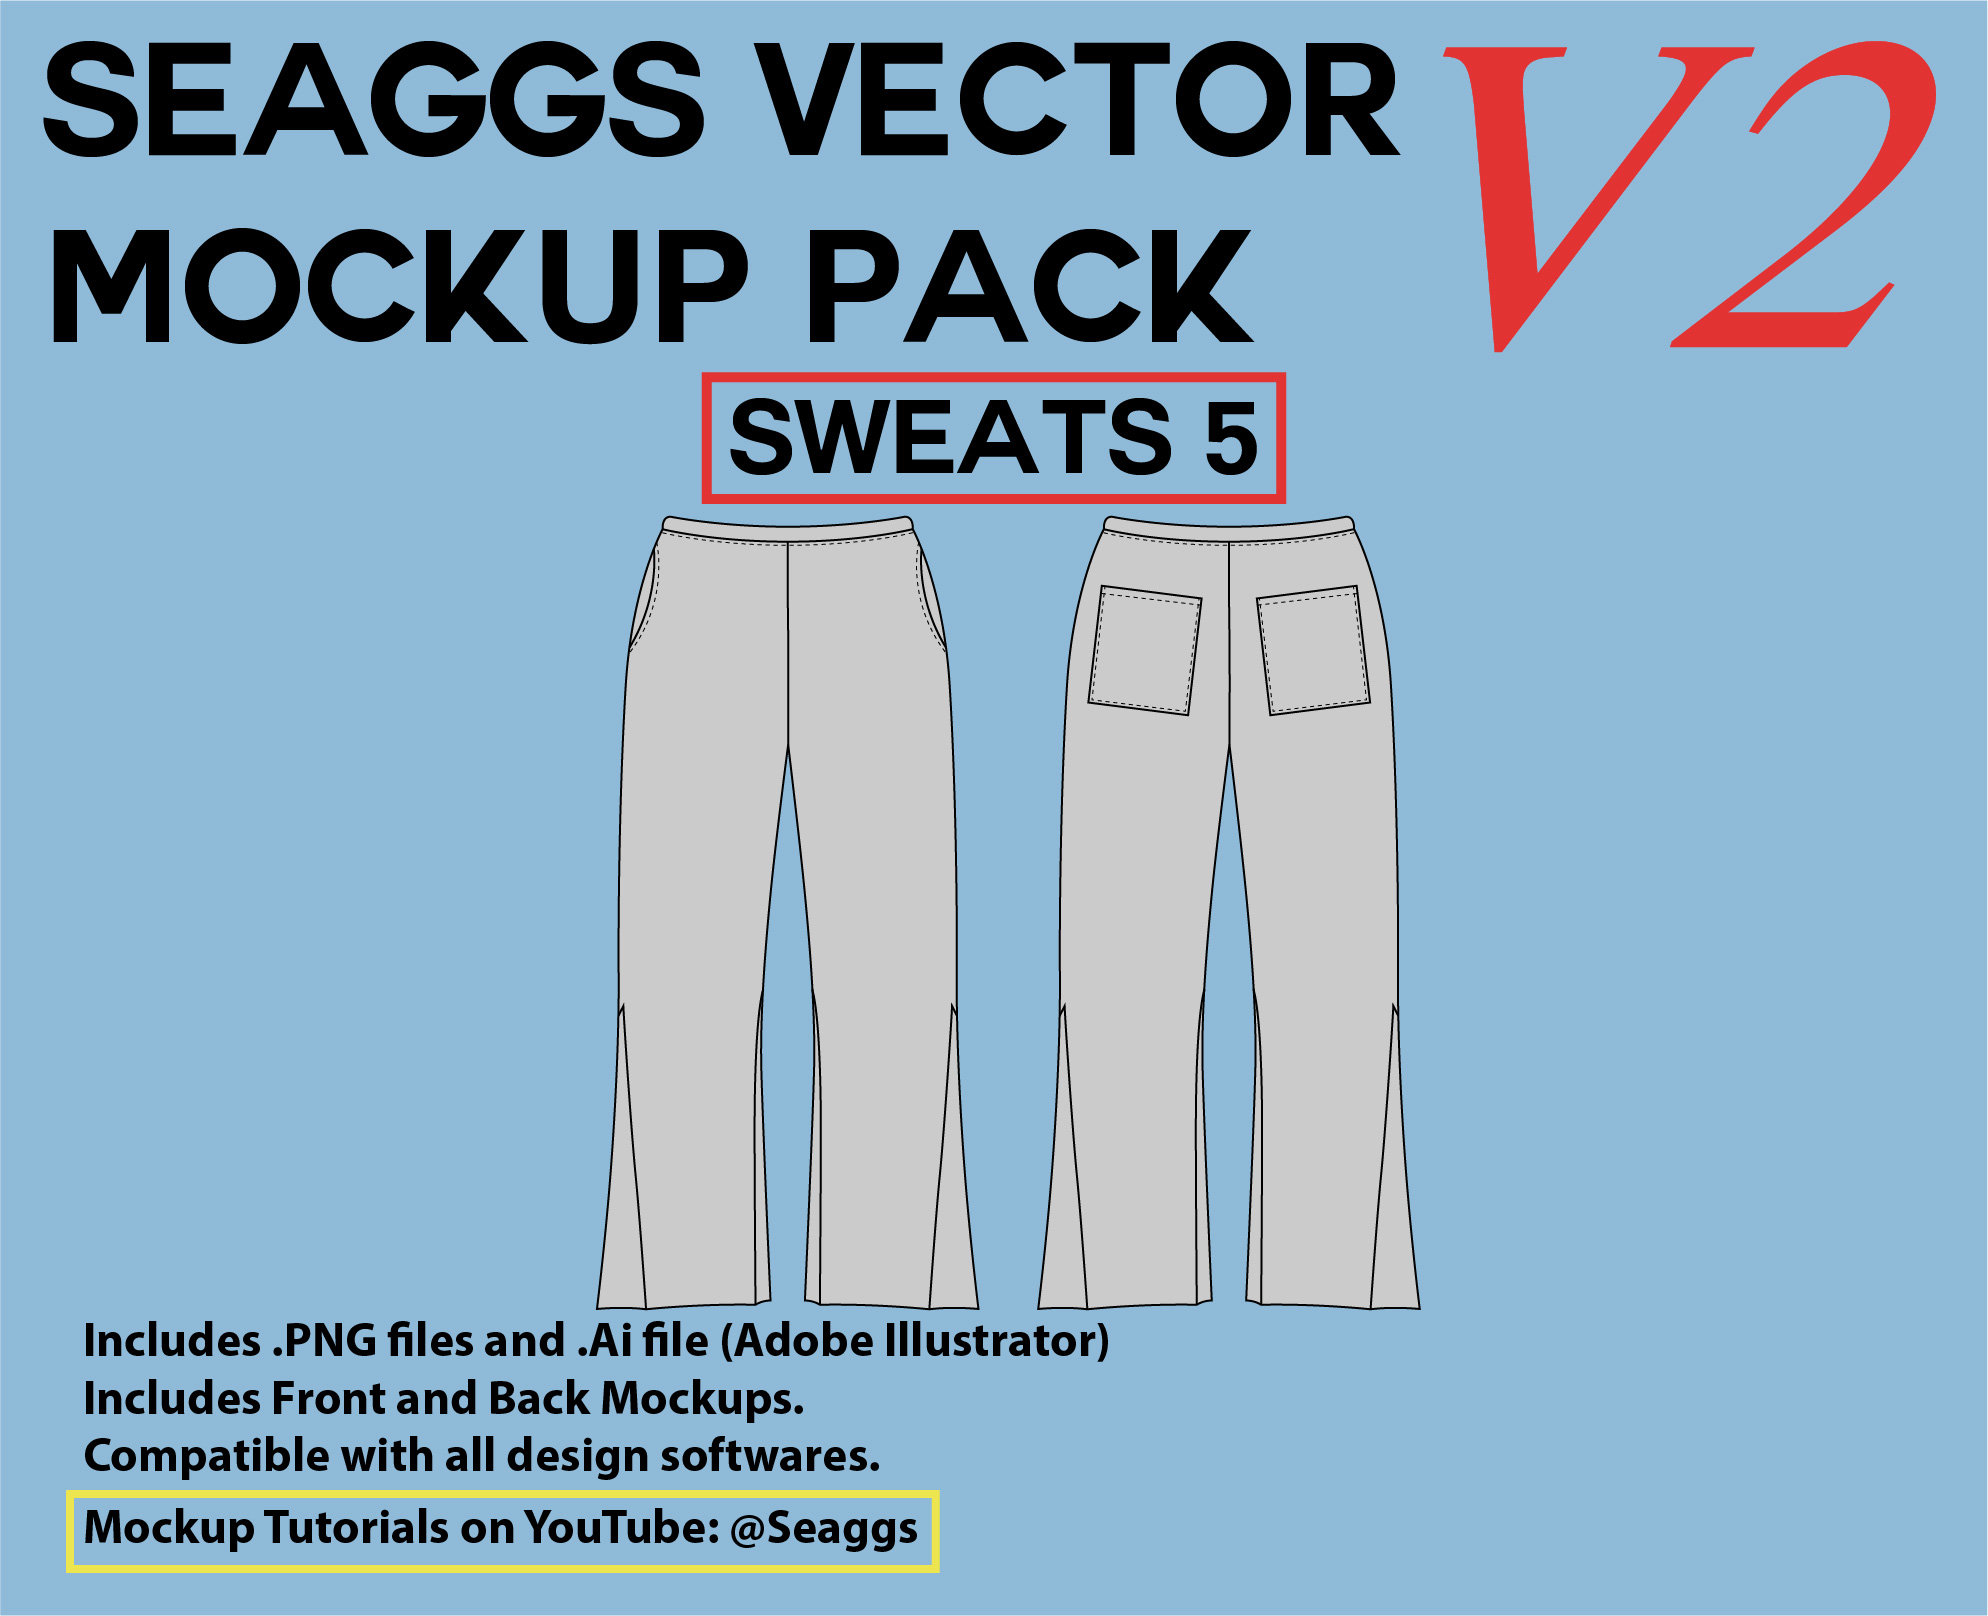 SEAGGS VECTOR V2
MOCKUP PACK
SWEATS 5
Includes .PNG files and .Ai file (Adobe Illustrator)
Includes Front and Back Mockups.
Compatible with all design softwares.
Mockup Tutorials on YouTube: @Seaggs